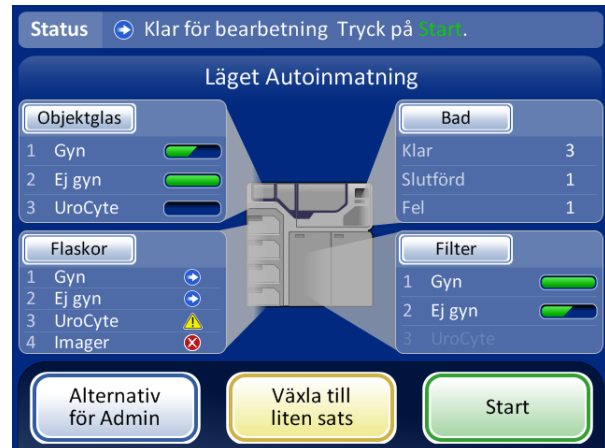 Status Klar för bearbetning Tryck på Start.
Läget Autoinmatning
Objektglas
1 Gyn
2 Ej gyn
3 UroCyte
Bad
Klar 3
Slutförd 1
Fel 1
Flaskor
1 Gyn
2 Ej gyn
3 UroCyte
4 Imager
Filter
1 Gyn
2 Ej gyn
3 UroCyte
Alternativ
för Admin
Växla till
liten sats
Start